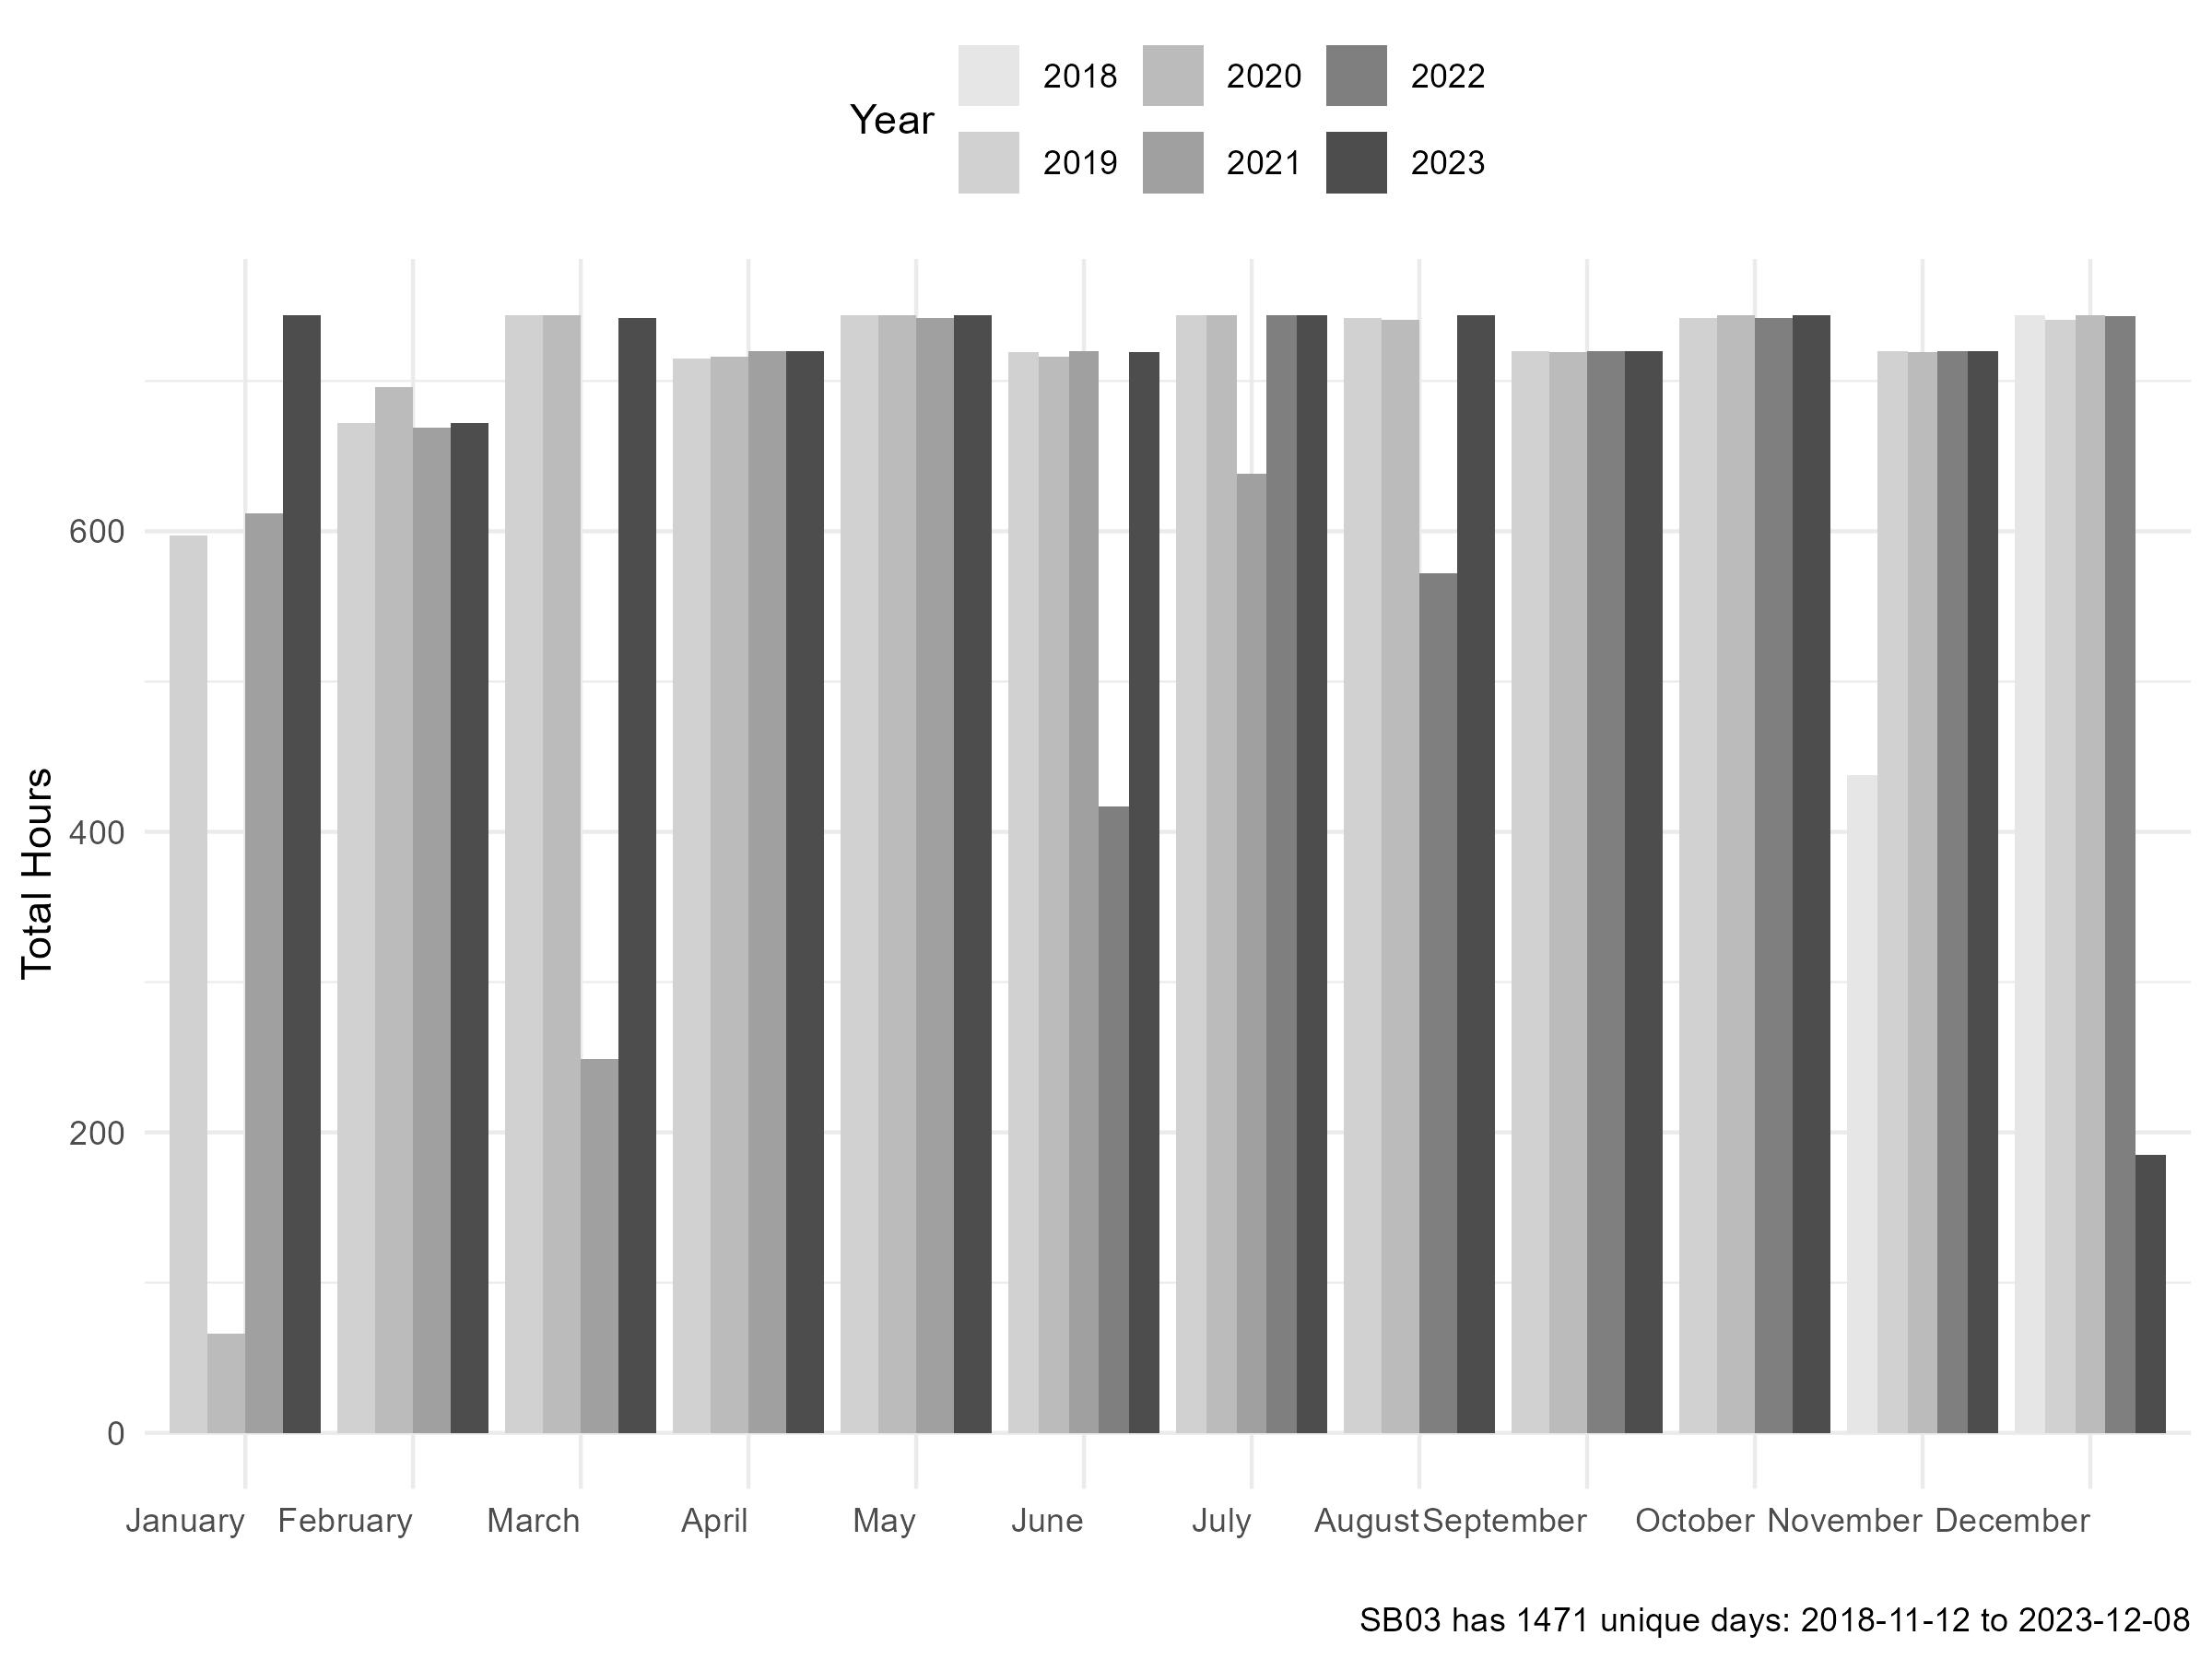 2018 2020 2022
Year
2019 2021 2023
Total Hours
600
400
200
0
January February March April May June July August September October November December
SB03 has 1471 unique days: 2018-11-12 to 2023-12-08